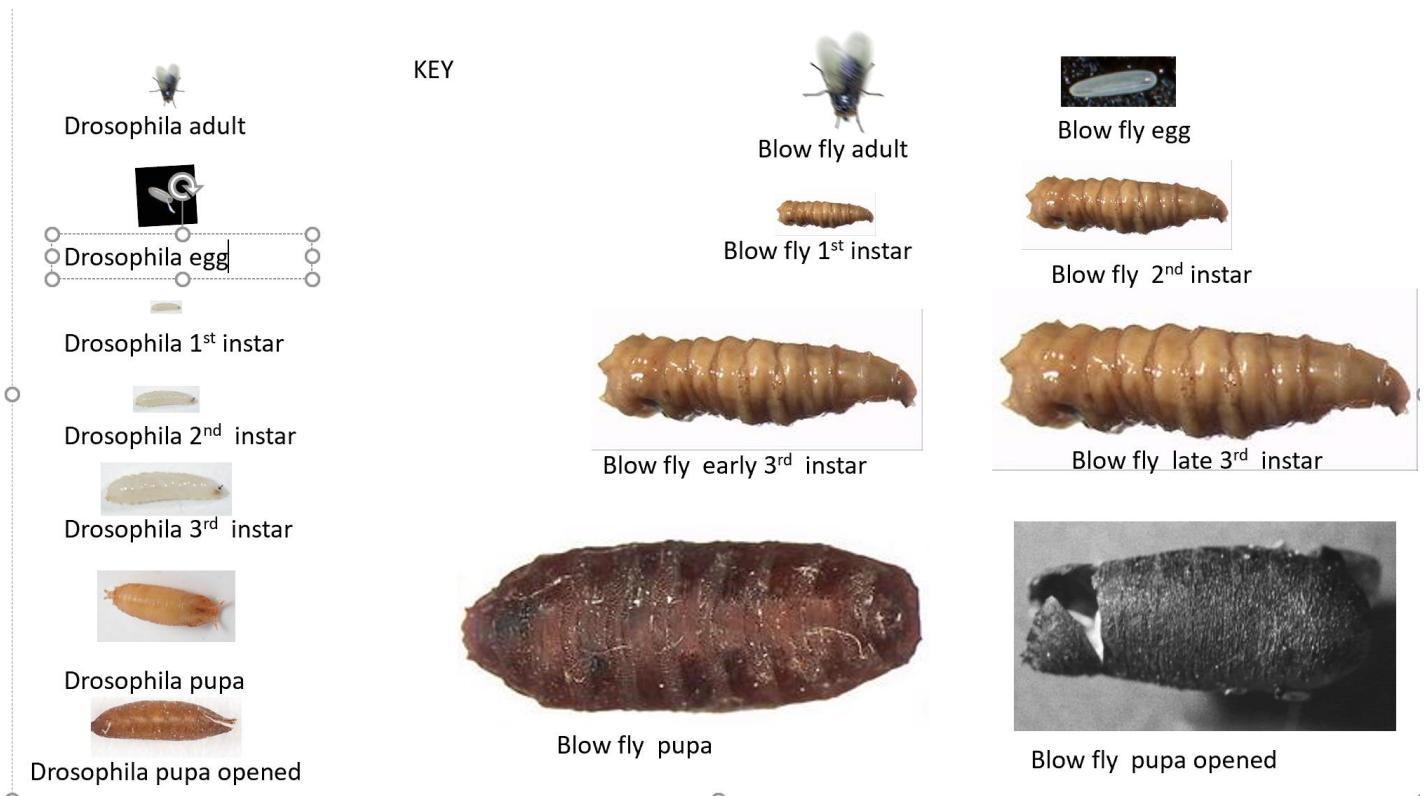 KEY
Drosophila adult
Blow fly adult
Blow fly egg
Drosophila egg
Blow fly 1st instar
Blow fly 2nd instar
Drosophila 1st instar
Drosophila 2nd instar
Blow fly early 3rd instar
Blow fly late 3rd instar
Drosophila 3rd instar
Drosophila pupa
Blow fly pupa
Blow fly pupa opened
Drosophila pupa opened